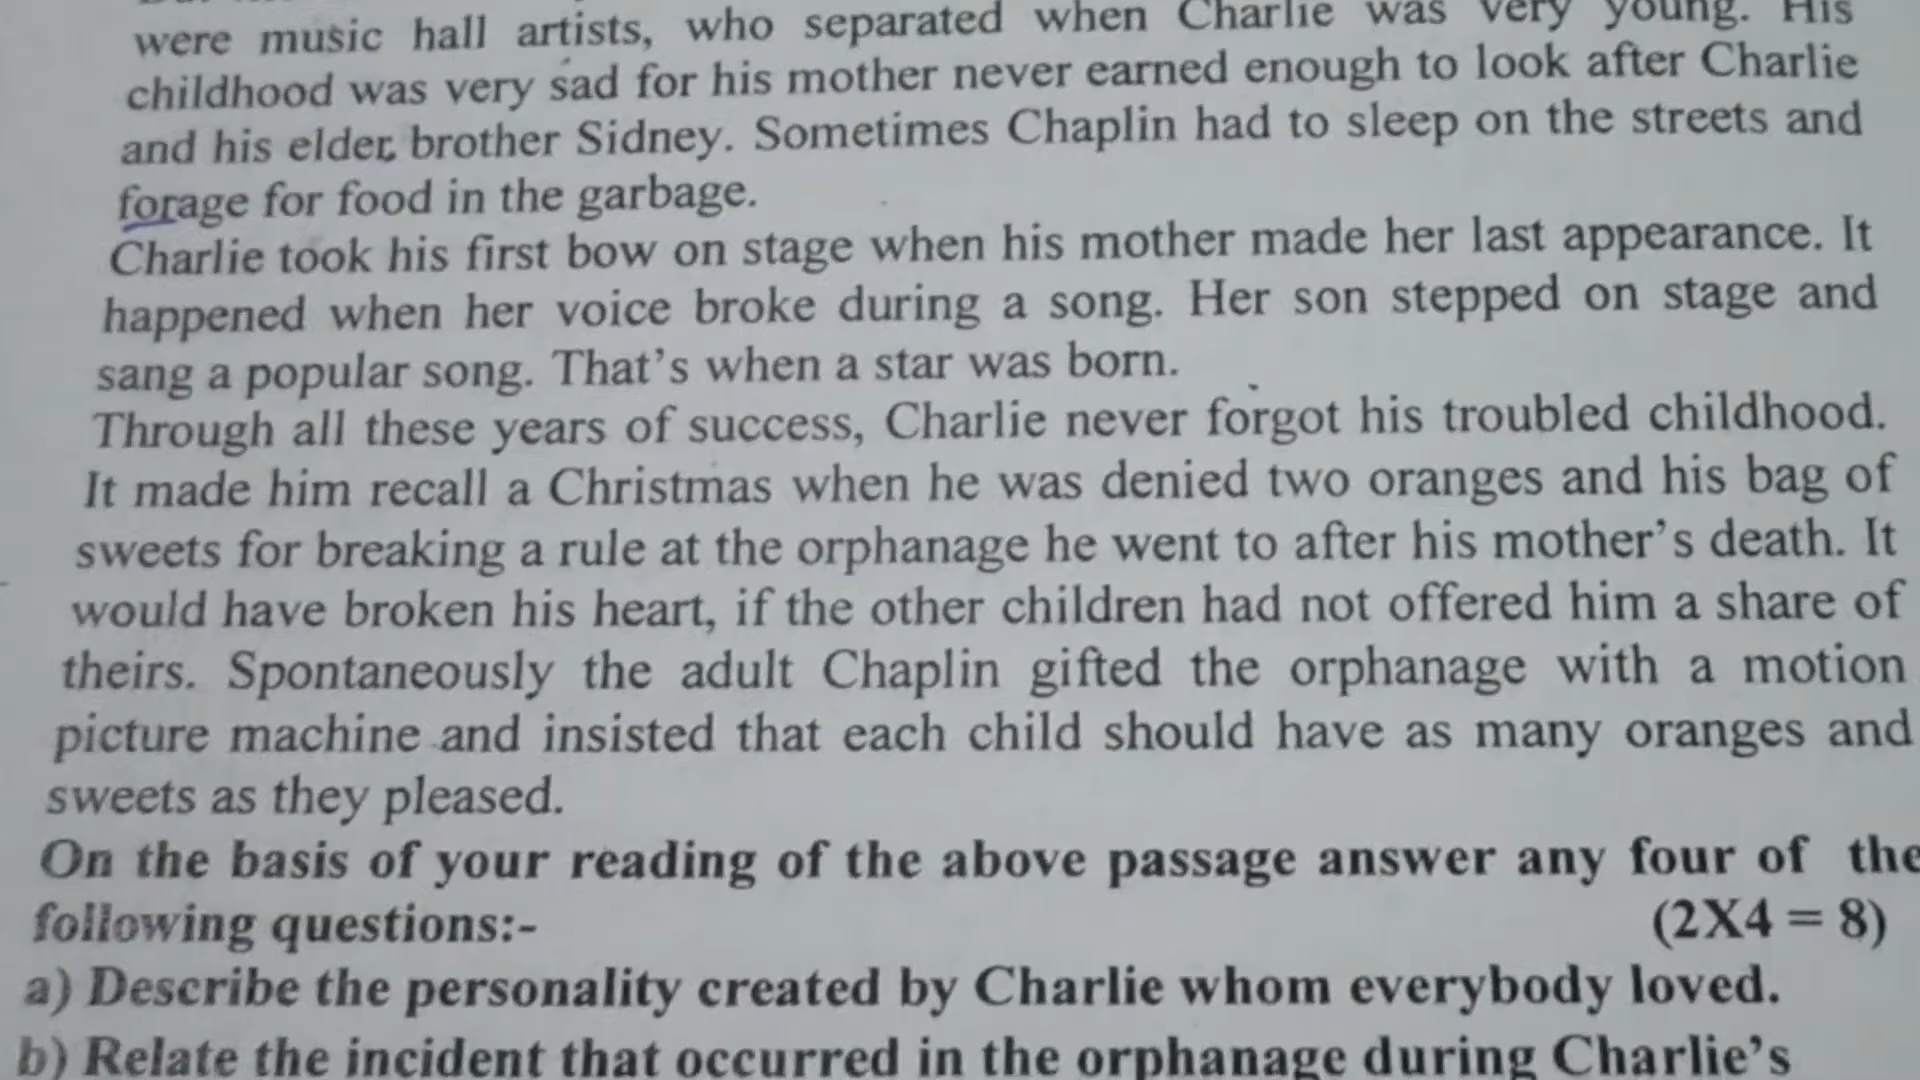 were music hall artists, who separated when Charlie was very young. His
childhood was very sad for his mother never earned enough to look after Charlie
and his elder brother Sidney. Sometimes Chaplin had to sleep on the streets and
forage for food in the garbage.
Charlie took his first bow on stage when his mother made her last appearance. It
happened when her voice broke during a song. Her son stepped on stage and
sang a popular song. That's when a star was born.
Through all these years of success, Charlie never forgot his troubled childhood.
It made him recall a Christmas when he was denied two oranges and his bag of
sweets for breaking a rule at the orphanage he went to after his mother's death. It
would have broken his heart, if the other children had not offered him a share of
theirs. Spontaneously the adult Chaplin gifted the orphanage with a motion
picture machine and insisted that each child should have as many oranges and
sweets as they pleased.
On the basis of your reading of the above passage answer any four of the
following questions:- (2X4 = 8)
a) Describe the personality created by Charlie whom everybody loved.
b) Relate the incident that occurred in the orphanage during Charlie's